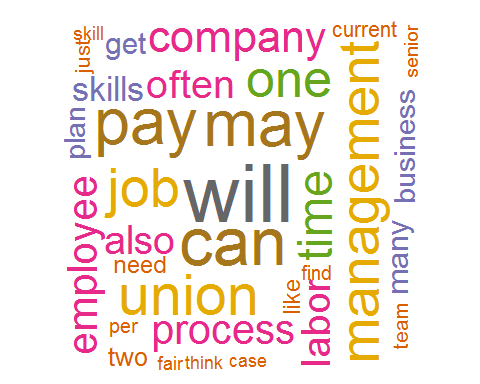 skill
just
get
company
current
senior
skills
often
one
plan
pay
may
management
business
job
will
employee
also
can
time
many
need
find
union
like
labor
team
per
process
two
fair
think
case